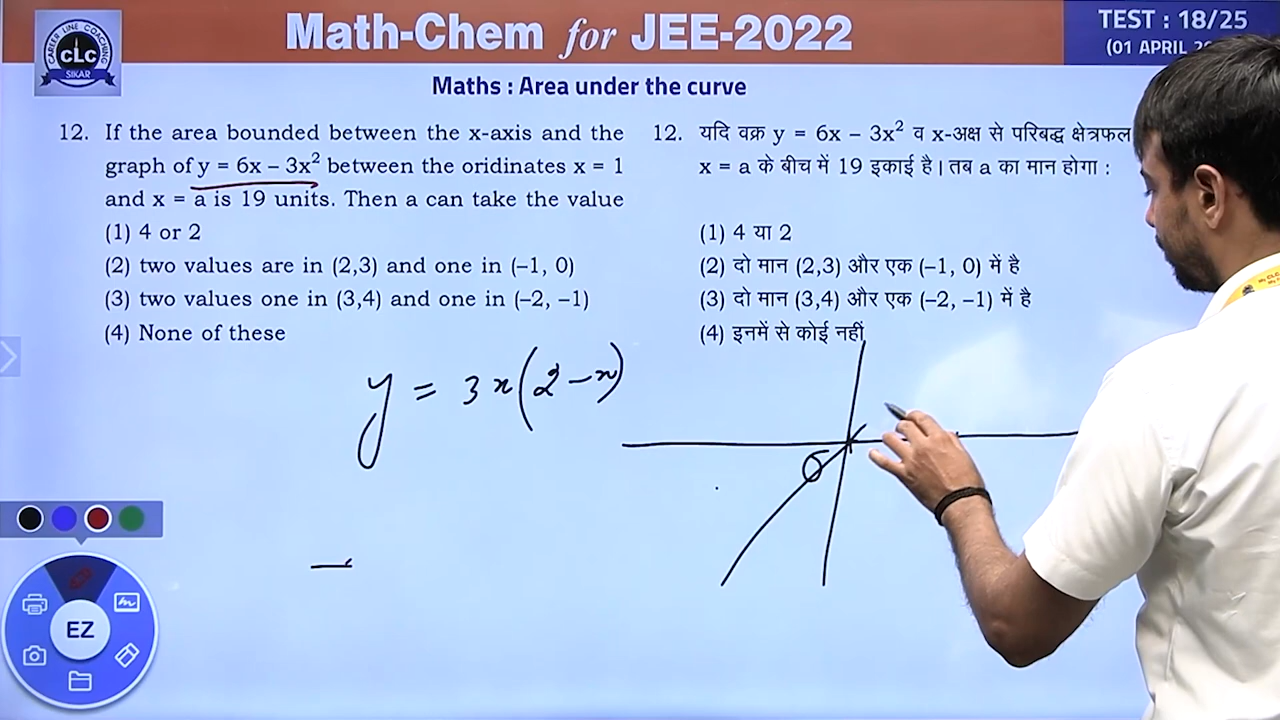 CAREER LINE COACHING
CLC
SIKAR
Math-Chem for JEE-2022
TEST : 18/25
(01 APRIL
Maths : Area under the curve
12. If the area bounded between the x-axis and the
graph of y = 6x – 3x² between the oridinates x = 1
and x = a is 19 units. Then a can take the value
(1) 4 or 2
(2) two values are in (2,3) and one in (–1, 0)
(3) two values one in (3,4) and one in (–2, –1)
(4) None of these
12. यदि वक्र y = 6x – 3x² व x-अक्ष से परिबद्ध क्षेत्रफल
x = a के बीच में 19 इकाई है। तब a का मान होगा :
(1) 4 या 2
(2) दो मान (2,3) और एक (–1, 0) में है
(3) दो मान (3,4) और एक (–2, –1) में है
(4) इनमें से कोई नहीं
y = 3x(2-x)
EZ